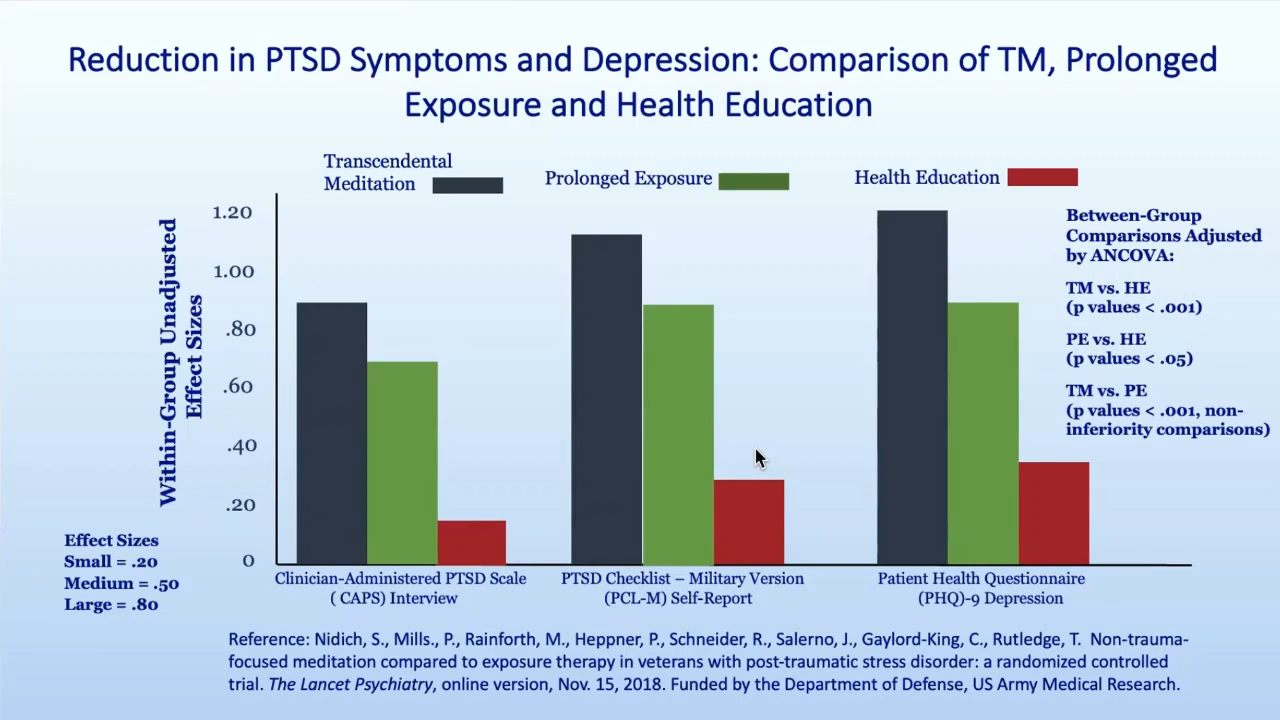 Reduction in PTSD Symptoms and Depression: Comparison of TM, Prolonged
Exposure and Health Education
Transcendental
Meditation
Prolonged Exposure
Health Education
Within-Group Unadjusted
Effect Sizes
1.20
1.00
.80
.60
.40
.20
0
Between-Group
Comparisons Adjusted
by ANCOVA:
TM vs. HE
(p values < .001)
PE vs. HE
(p values < .05)
TM vs. PE
(p values < .001, non-
inferiority comparisons)
Effect Sizes
Small = .20
Medium = .50
Large = .80
Clinician-Administered PTSD Scale
( CAPS) Interview
PTSD Checklist – Military Version
(PCL-M) Self-Report
Patient Health Questionnaire
(PHQ)-9 Depression
Reference: Nidich, S., Mills., P., Rainforth, M., Heppner, P., Schneider, R., Salerno, J., Gaylord-King, C., Rutledge, T.  Non-trauma-
focused meditation compared to exposure therapy in veterans with post-traumatic stress disorder: a randomized controlled
trial. The Lancet Psychiatry, online version, Nov. 15, 2018. Funded by the Department of Defense, US Army Medical Research.